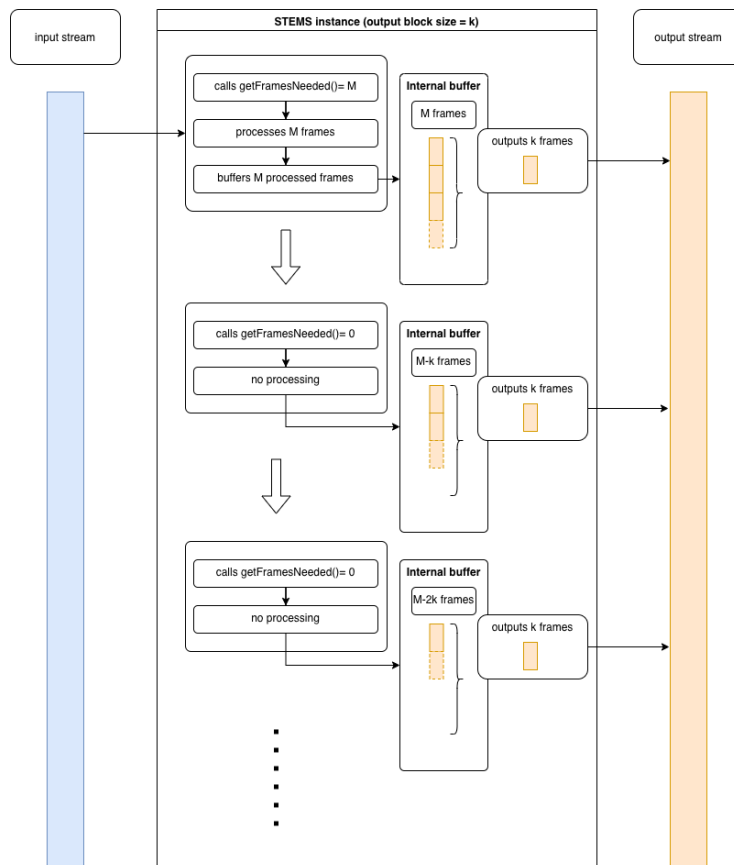 input stream
STEMS instance (output block size = k)
output stream
calls getFramesNeeded()= M
processes M frames
buffers M processed frames
Internal buffer
M frames
outputs k frames
calls getFramesNeeded()= 0
no processing
Internal buffer
M-k frames
outputs k frames
calls getFramesNeeded()= 0
no processing
Internal buffer
M-2k frames
outputs k frames